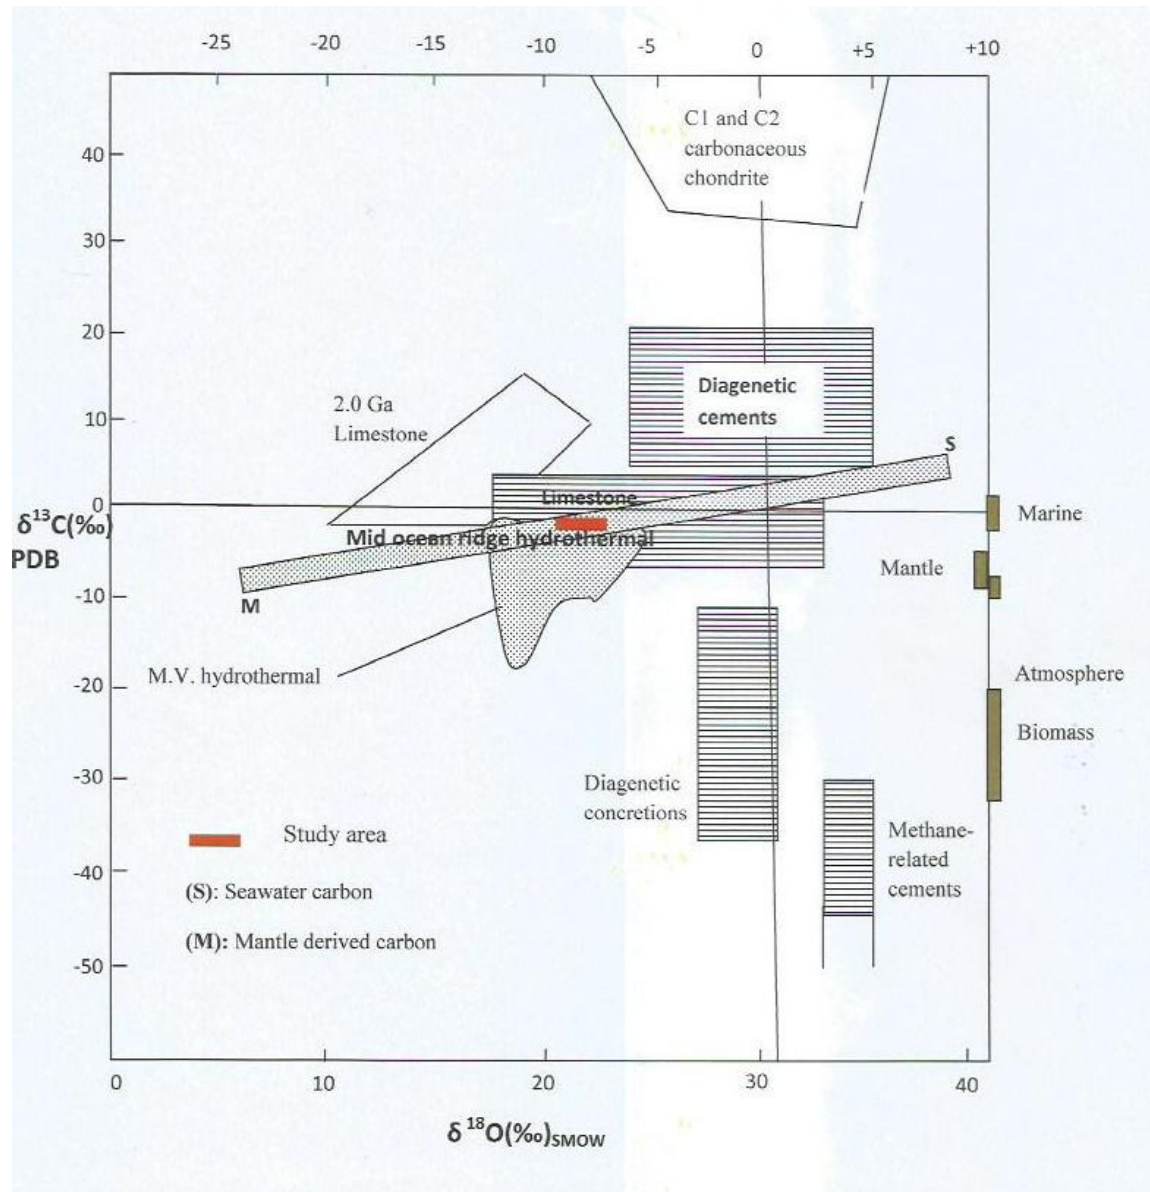 -25 -20 -15 -10 -5 0 +5 +10
C1 and C2
carbonaceous
chondrite
40
30
20
10
0
-10
-20
-30
-40
-50
δ¹³C(‰)
PDB
2.0 Ga
Limestone
Diagenetic
cements
S
Limestone
Mid ocean ridge hydrothermal
M
M.V. hydrothermal
Marine
Mantle
Atmosphere
Biomass
Diagenetic
concretions
Methane-
related
cements
Study area
(S): Seawater carbon
(M): Mantle derived carbon
0 10 20 30 40
δ ¹⁸O(‰)SMOW